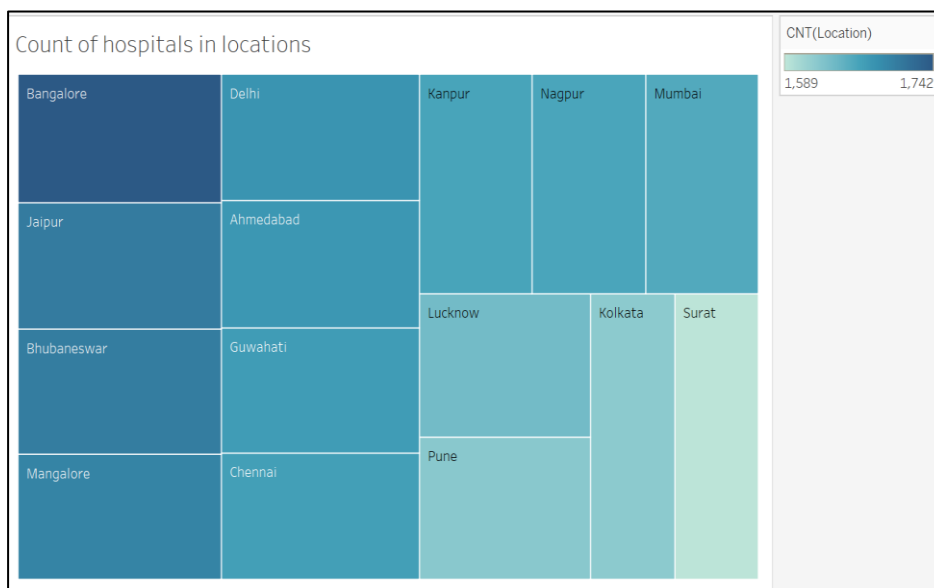 Count of hospitals in locations
CNT(Location)
1,589 1,742
Bangalore
Delhi
Kanpur
Nagpur
Mumbai
Jaipur
Ahmedabad
Lucknow
Kolkata
Surat
Bhubaneswar
Guwahati
Pune
Mangalore
Chennai